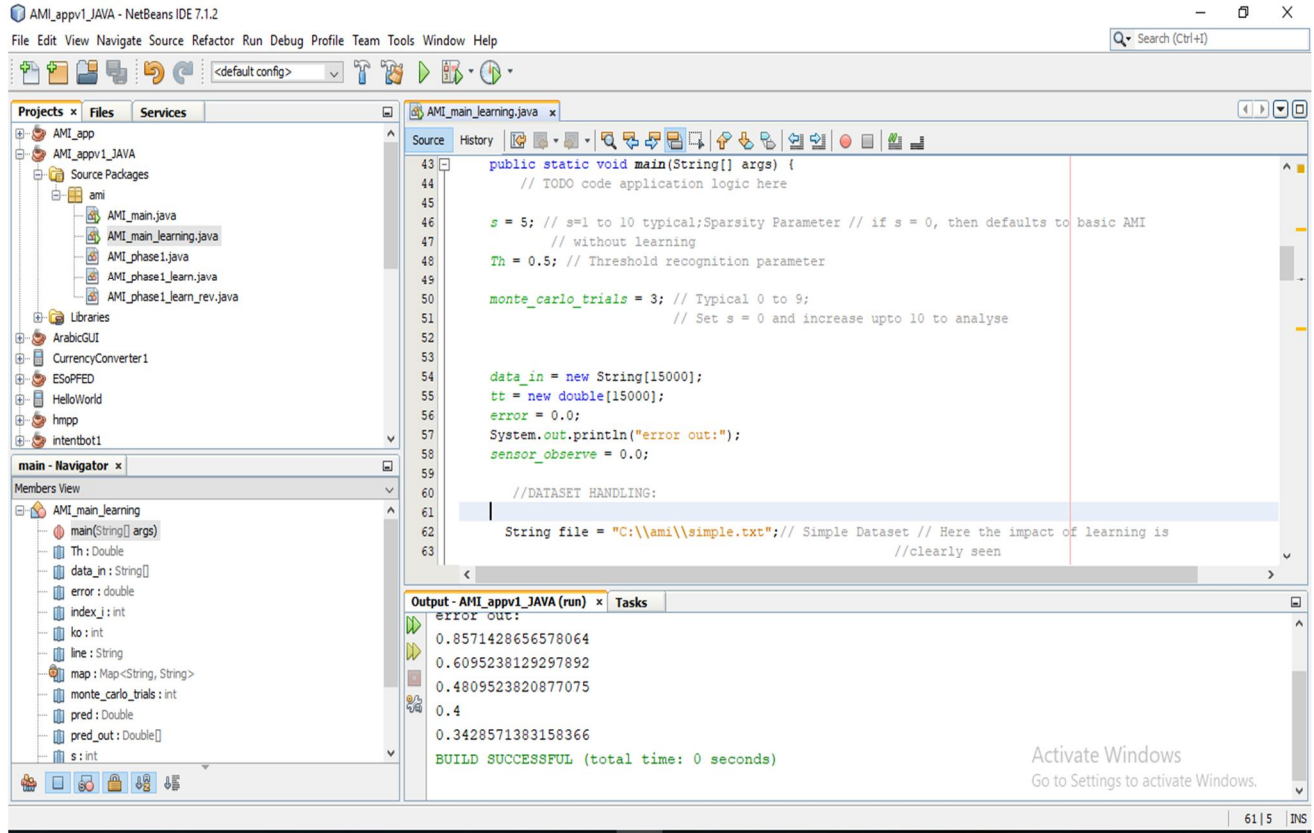 AMI_appv1_JAVA - NetBeans IDE 7.1.2
File Edit View Navigate Source Refactor Run Debug Profile Team Tools Window Help
Search (Ctrl+I)
<default config>
Projects x Files Services
AMI_app
AMI_appv1_JAVA
Source Packages
ami
AMI_main.java
AMI_main_learning.java
AMI_phase1.java
AMI_phase1_learn.java
AMI_phase1_learn_rev.java
Libraries
ArabicGUI
CurrencyConverter1
ESoPFED
HelloWorld
hmpp
intentbot1
main - Navigator x
Members View
AMI_main_learning
main(String[] args)
Th : Double
data_in : String[]
error : double
index_i : int
ko : int
line : String
map : Map<String, String>
monte_carlo_trials : int
pred : Double
pred_out : Double[]
s : int
AMI_main_learning.java x
Source History
43 public static void main(String[] args) {
44 // TODO code application logic here
45
46 s = 5; // s=1 to 10 typical;Sparsity Parameter // if s = 0, then defaults to basic AMI
47 // without learning
48 Th = 0.5; // Threshold recognition parameter
49
50 monte_carlo_trials = 3; // Typical 0 to 9;
51 // Set s = 0 and increase upto 10 to analyse
52
53
54 data_in = new String[15000];
55 tt = new double[15000];
56 error = 0.0;
57 System.out.println("error out:");
58 sensor_observe = 0.0;
59
60 //DATASET HANDLING:
61
62 String file = "C:\\ami\\simple.txt";// Simple Dataset // Here the impact of learning is
63 //clearly seen
Output - AMI_appv1_JAVA (run) x Tasks
error out:
0.8571428656578064
0.6095238129297892
0.4809523820877075
0.4
0.3428571383158366
BUILD SUCCESSFUL (total time: 0 seconds)
Activate Windows
Go to Settings to activate Windows.
61 | 5 INS